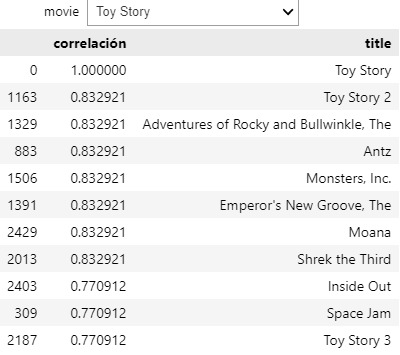 movie Toy Story
correlación title
0 1.000000 Toy Story
1163 0.832921 Toy Story 2
1329 0.832921 Adventures of Rocky and Bullwinkle, The
883 0.832921 Antz
1506 0.832921 Monsters, Inc.
1391 0.832921 Emperor's New Groove, The
2429 0.832921 Moana
2013 0.832921 Shrek the Third
2403 0.770912 Inside Out
309 0.770912 Space Jam
2187 0.770912 Toy Story 3